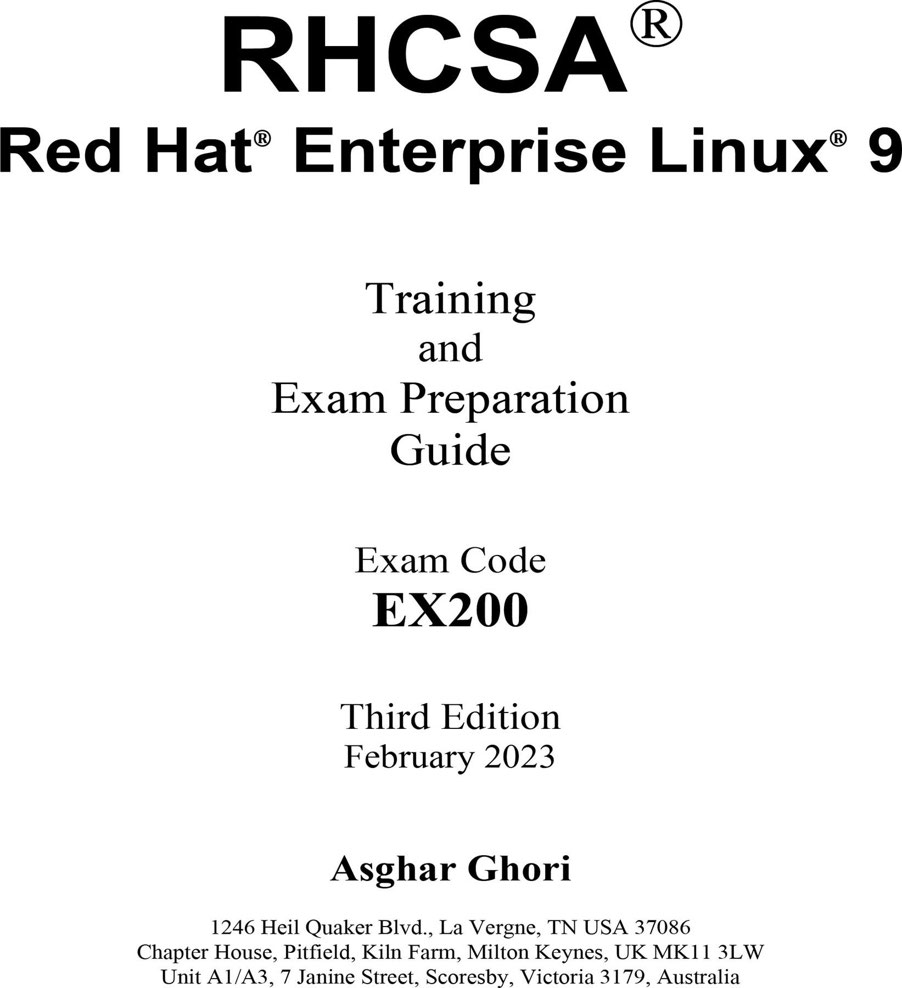 RHCSA®
Red Hat® Enterprise Linux® 9
Training
and
Exam Preparation
Guide
Exam Code
EX200
Third Edition
February 2023
Asghar Ghori
1246 Heil Quaker Blvd., La Vergne, TN USA 37086
Chapter House, Pitfield, Kiln Farm, Milton Keynes, UK MK11 3LW
Unit A1/A3, 7 Janine Street, Scoresby, Victoria 3179, Australia